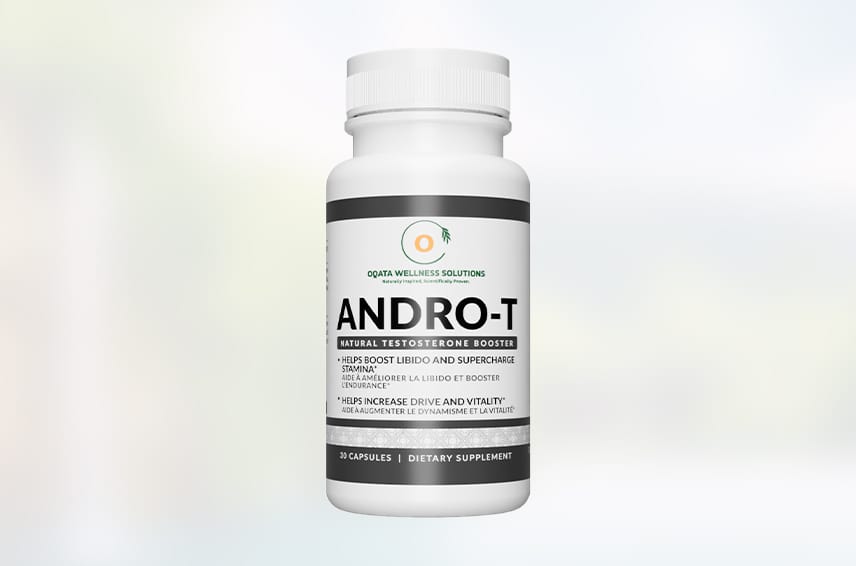 O
OQATA WELLNESS SOLUTIONS
Naturally Inspired, Scientifically Proven.
ANDRO-T
NATURAL TESTOSTERONE BOOSTER
• HELPS BOOST LIBIDO AND SUPERCHARGE
STAMINA*
AIDE À AMÉLIORER LA LIBIDO ET BOOSTER
L'ENDURANCE*
• HELPS INCREASE DRIVE AND VITALITY*
AIDE À AUGMENTER LE DYNAMISME ET LA VITALITÉ*
30 CAPSULES | DIETARY SUPPLEMENT